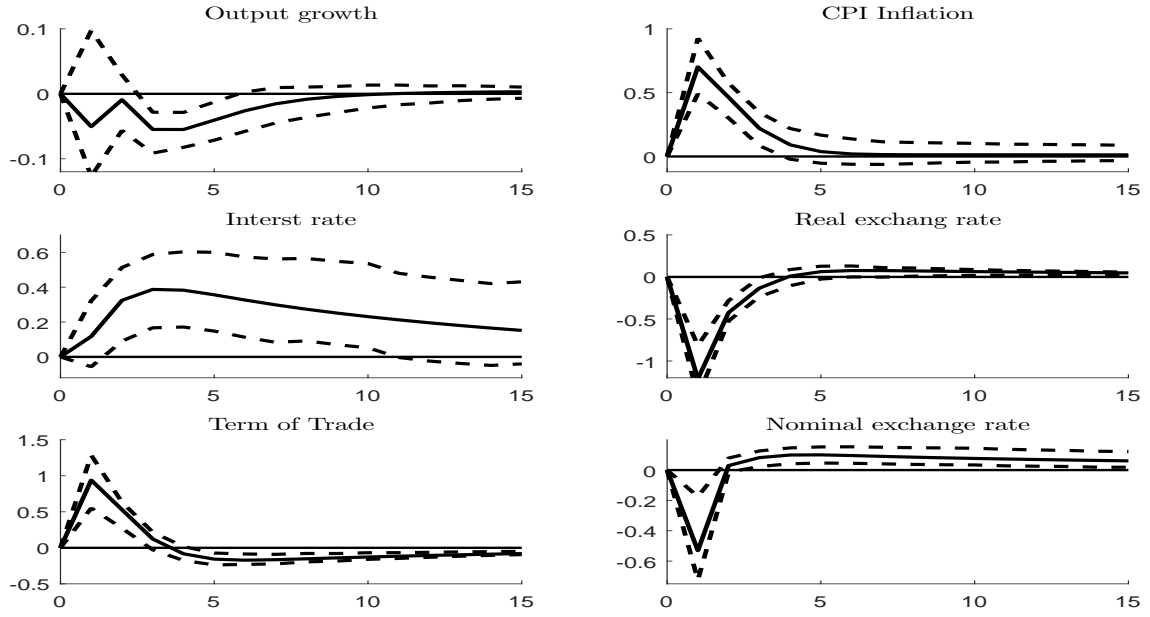 Output growth
0.1
0
-0.1
0 5 10 15
CPI Inflation
1
0.5
0
0 5 10 15
Interst rate
0.6
0.4
0.2
0
0 5 10 15
Real exchang rate
0.5
0
-0.5
-1
0 5 10 15
Term of Trade
1.5
1
0.5
0
-0.5
0 5 10 15
Nominal exchange rate
0
-0.2
-0.4
-0.6
0 5 10 15